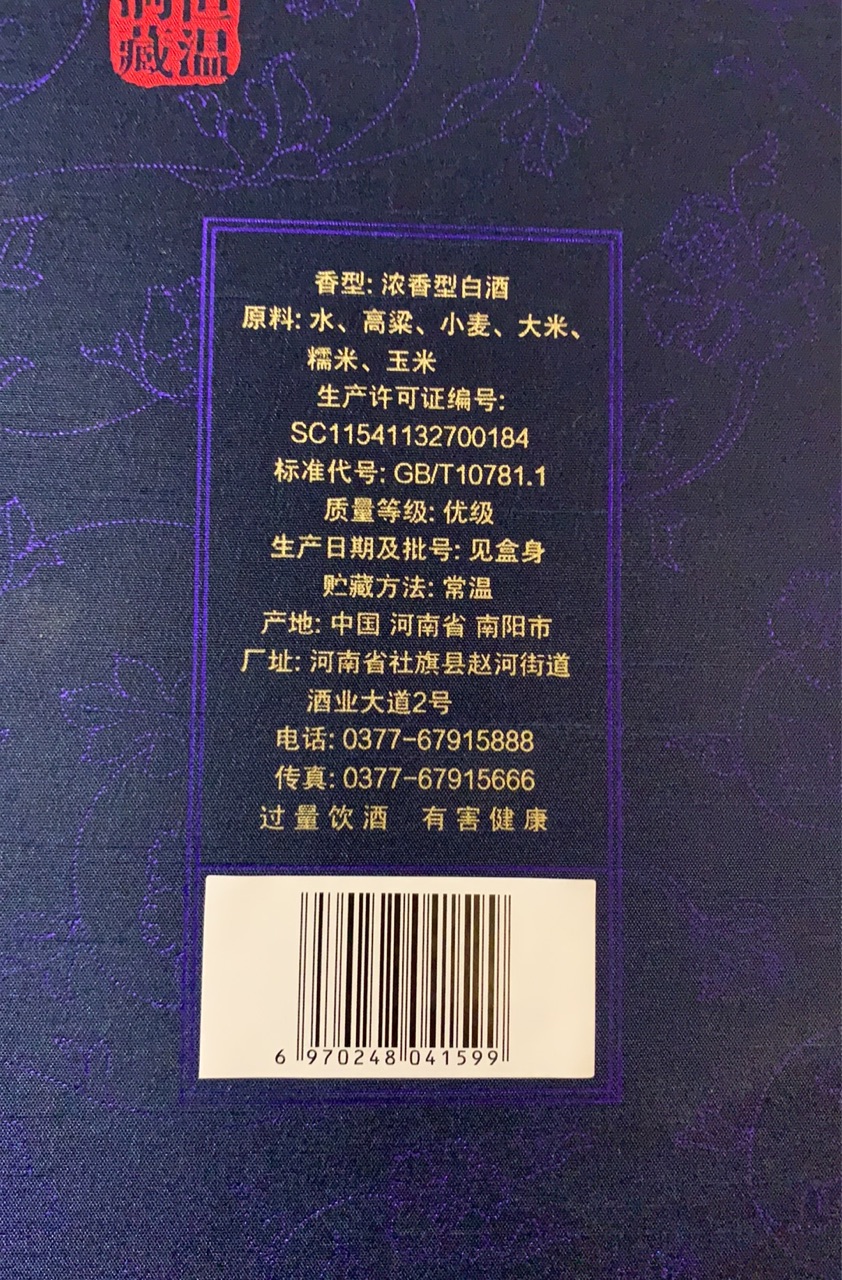 恒温
洞藏
香型: 浓香型白酒
原料: 水、高粱、小麦、大米、
糯米、玉米
生产许可证编号:
SC11541132700184
标准代号: GB/T10781.1
质量等级: 优级
生产日期及批号: 见盒身
贮藏方法: 常温
产地: 中国 河南省 南阳市
厂址: 河南省社旗县赵河街道
酒业大道2号
电话: 0377-67915888
传真: 0377-67915666
过量饮酒 有害健康
6 970248 041599